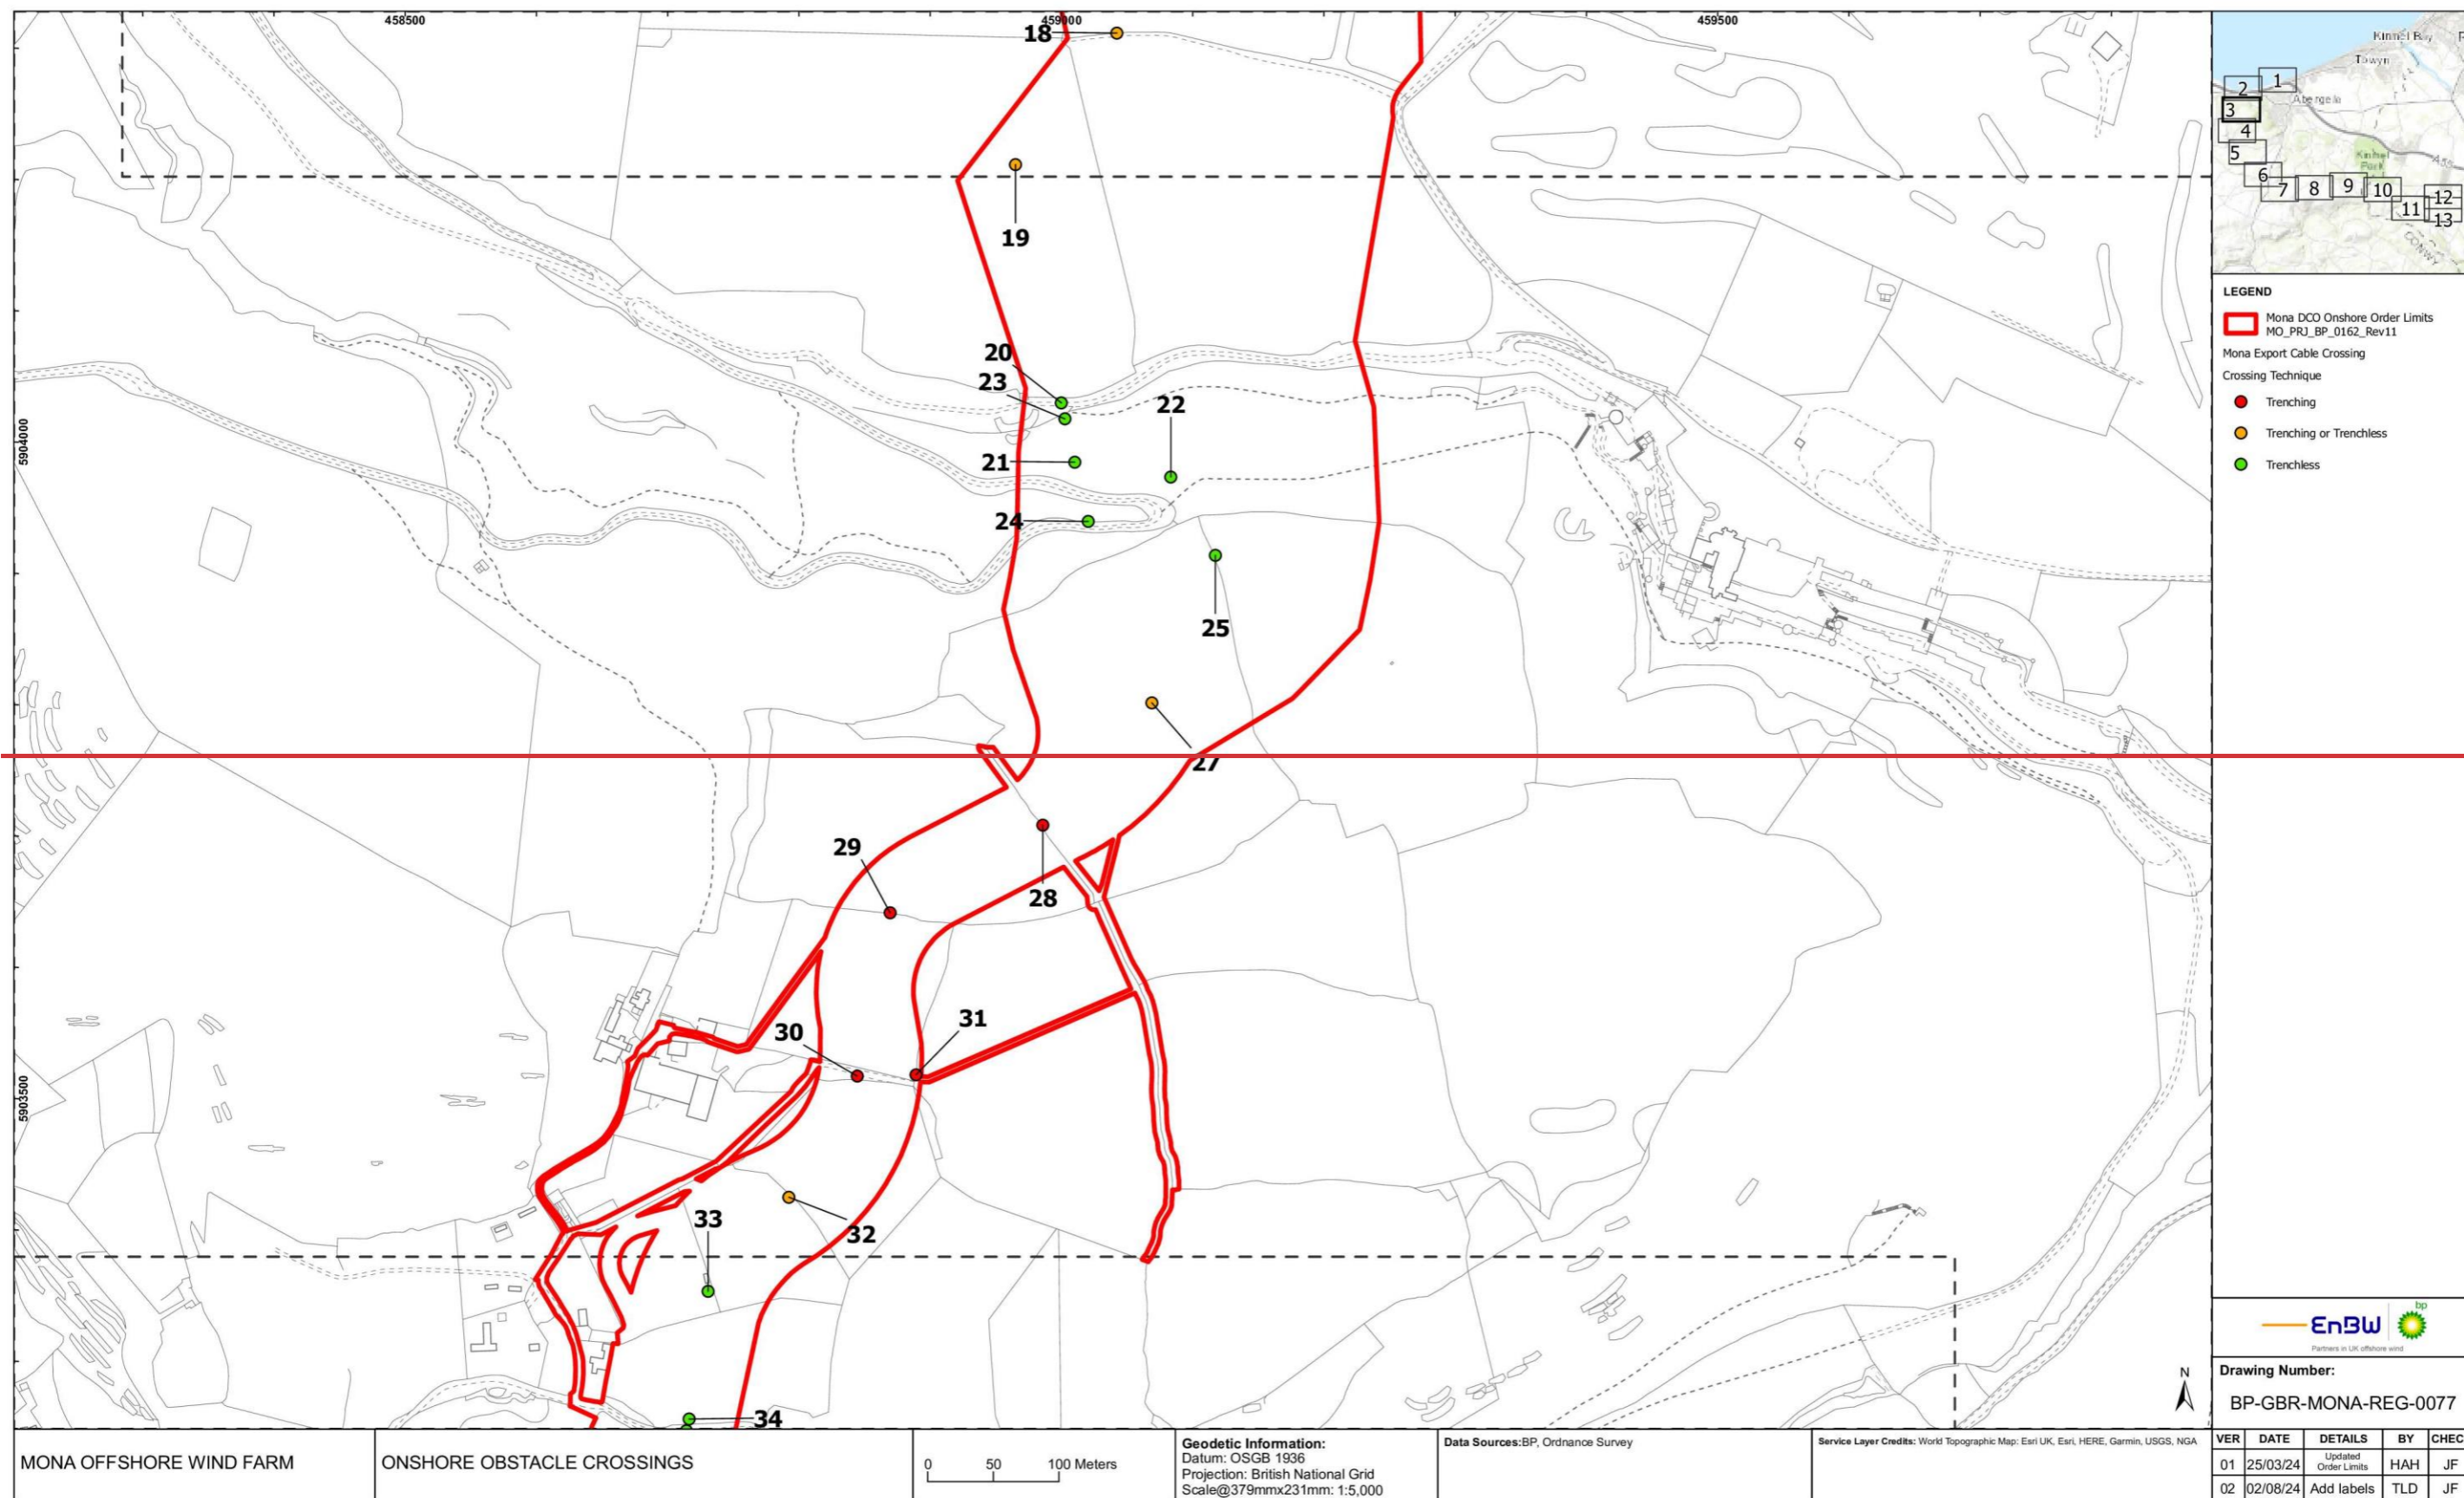 458500
459000
459500
18
19
20
23
22
21
24
25
5904000
27
28
29
30
31
5903500
32
33
34
Kinmel Bay
Towyn
Abergele
Kinmel
Park
A55
CONWY
1
2
3
4
5
6
7
8
9
10
11
12
13
LEGEND
Mona DCO Onshore Order Limits
MO_PRJ_BP_0162_Rev11
Mona Export Cable Crossing
Crossing Technique
Trenching
Trenching or Trenchless
Trenchless
N
EnBW
bp
Partners in UK offshore wind
Drawing Number:
BP-GBR-MONA-REG-0077
MONA OFFSHORE WIND FARM
ONSHORE OBSTACLE CROSSINGS
0 50 100 Meters
Geodetic Information:
Datum: OSGB 1936
Projection: British National Grid
Scale@379mmx231mm: 1:5,000
Data Sources:BP, Ordnance Survey
Service Layer Credits: World Topographic Map: Esri UK, Esri, HERE, Garmin, USGS, NGA
VER DATE DETAILS BY CHEC
01 25/03/24 Updated Order Limits HAH JF
02 02/08/24 Add labels TLD JF